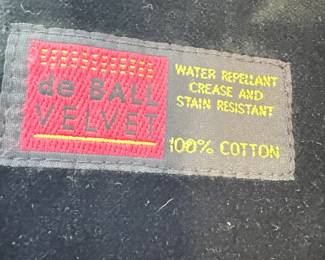 de BALL
VELVET
WATER REPELLANT
CREASE AND
STAIN RESISTANT
100% COTTON